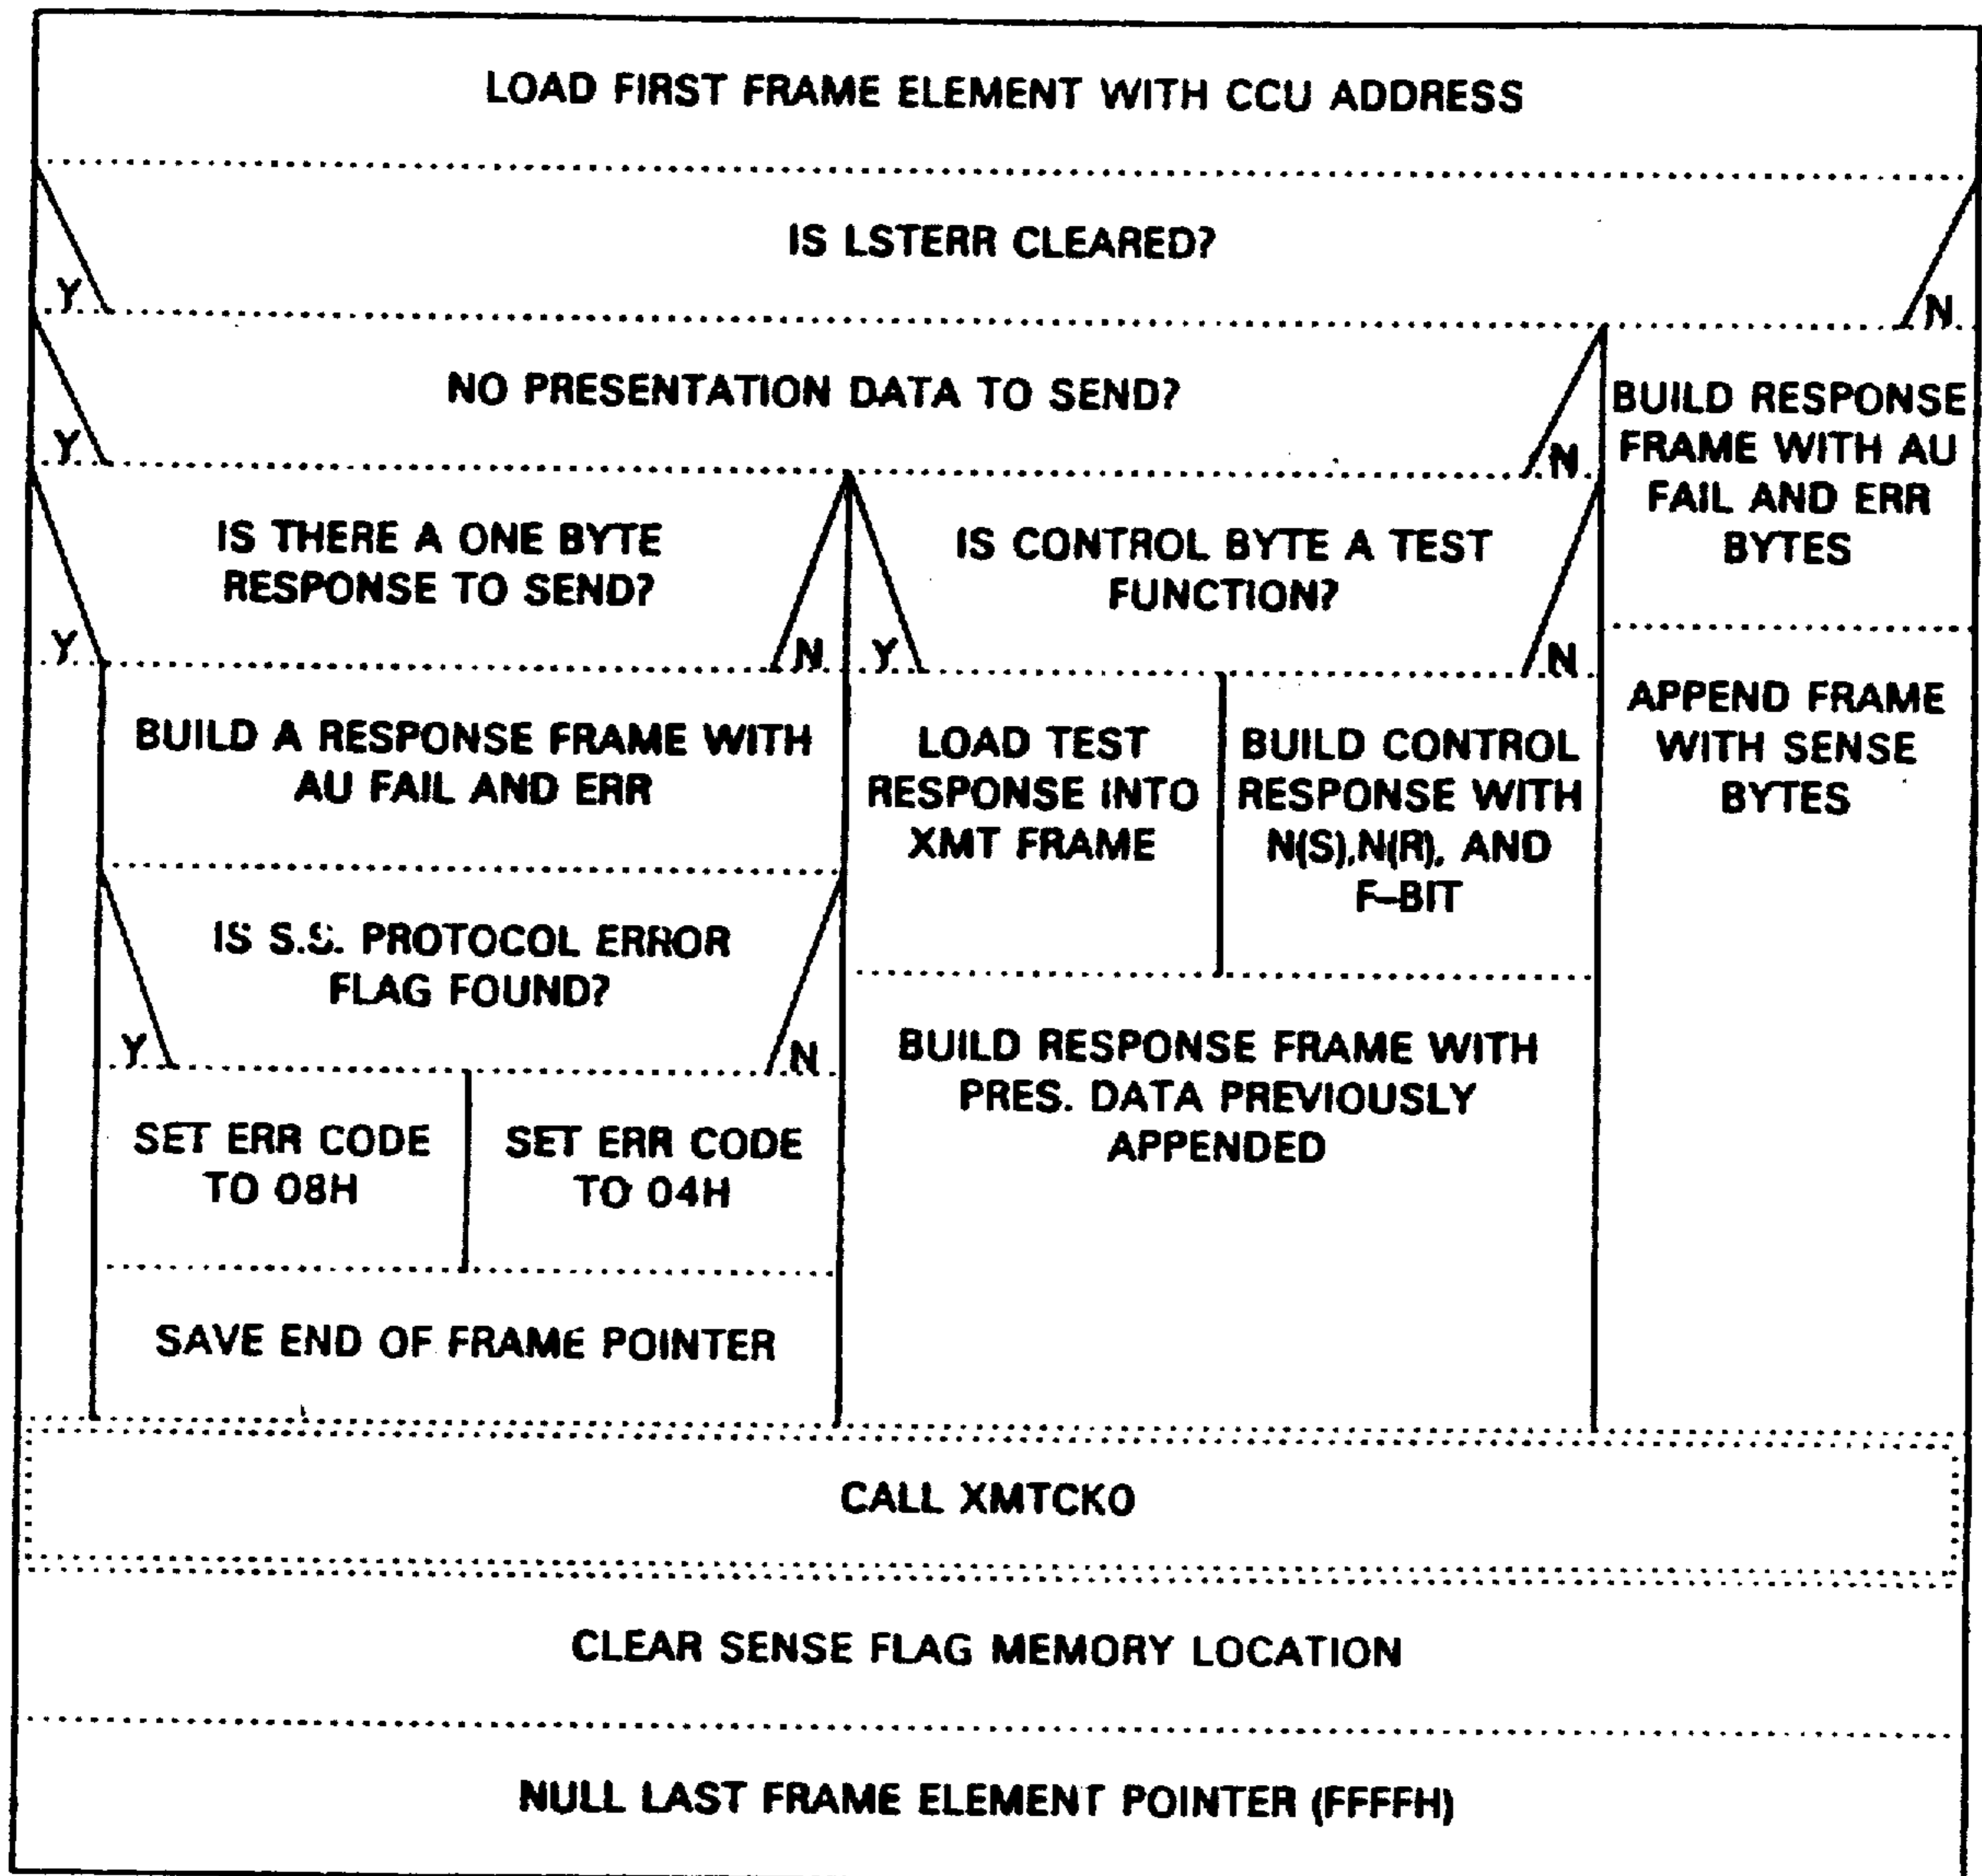 LOAD FIRST FRAME ELEMENT WITH CCU ADDRESS
IS LSTERR CLEARED?
Y
N
NO PRESENTATION DATA TO SEND?
Y
N
BUILD RESPONSE
FRAME WITH AU
FAIL AND ERR
BYTES
IS THERE A ONE BYTE
RESPONSE TO SEND?
Y
N
IS CONTROL BYTE A TEST
FUNCTION?
Y
N
APPEND FRAME
WITH SENSE
BYTES
BUILD A RESPONSE FRAME WITH
AU FAIL AND ERR
LOAD TEST
RESPONSE INTO
XMT FRAME
BUILD CONTROL
RESPONSE WITH
N(S),N(R), AND
F-BIT
IS S.S. PROTOCOL ERROR
FLAG FOUND?
Y
N
BUILD RESPONSE FRAME WITH
PRES. DATA PREVIOUSLY
APPENDED
SET ERR CODE
TO 08H
SET ERR CODE
TO 04H
SAVE END OF FRAME POINTER
CALL XMTCK0
CLEAR SENSE FLAG MEMORY LOCATION
NULL LAST FRAME ELEMENT POINTER (FFFFH)